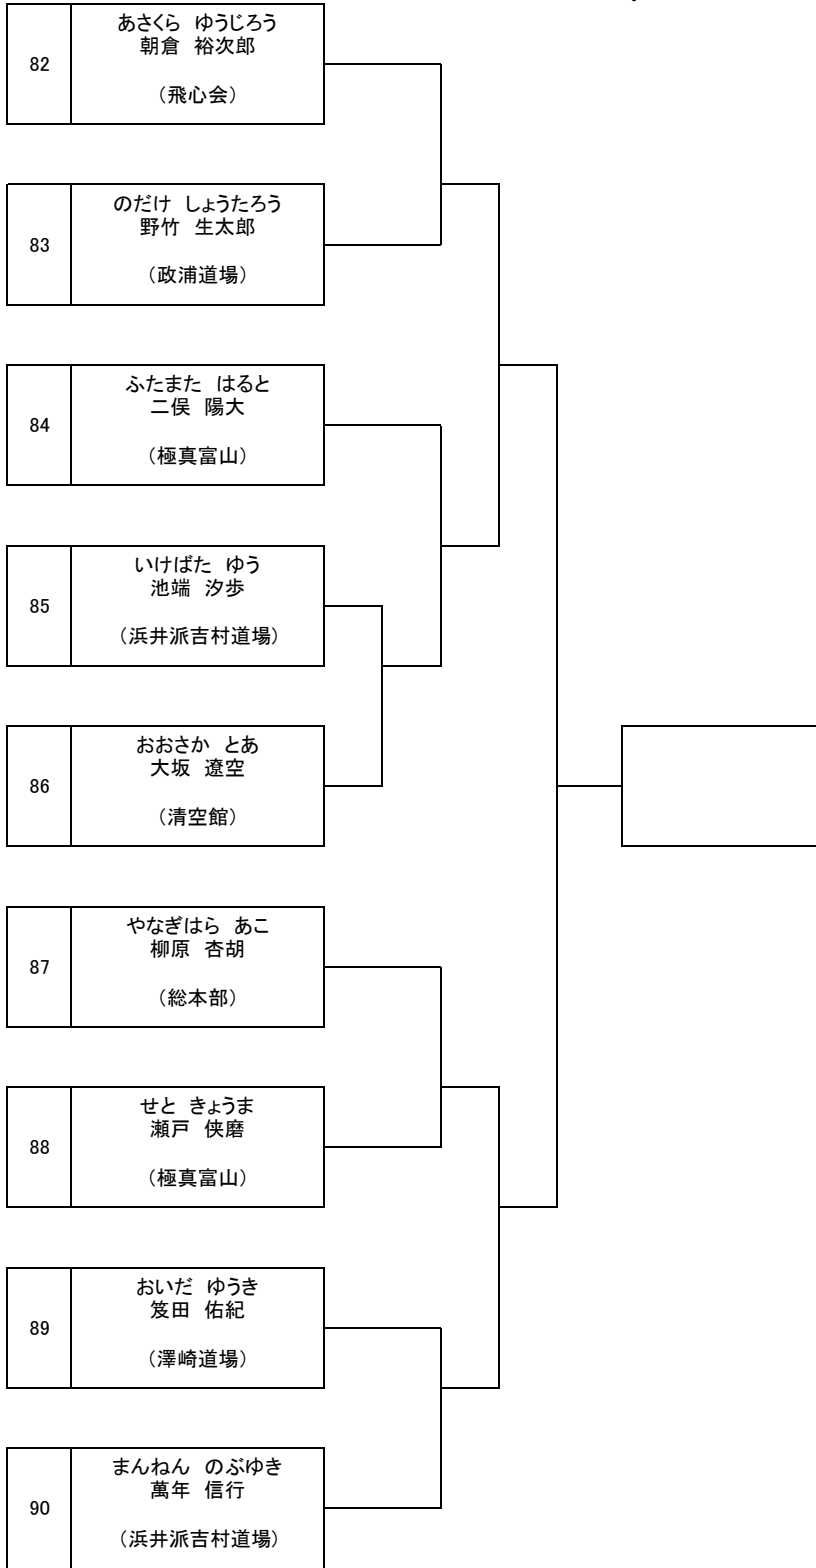 82
あさくら ゆうじろう
朝倉 裕次郎
（飛心会）
83
のだけ しょうたろう
野竹 生太郎
（政浦道場）
84
ふたまた はると
二俣 陽大
（極真富山）
85
いけばた ゆう
池端 汐歩
（浜井派吉村道場）
86
おおさか とあ
大坂 遼空
（清空館）
87
やなぎはら あこ
柳原 杏胡
（総本部）
88
せと きょうま
瀬戸 侠磨
（極真富山）
89
おいだ ゆうき
笈田 佑紀
（澤崎道場）
90
まんねん のぶゆき
萬年 信行
（浜井派吉村道場）